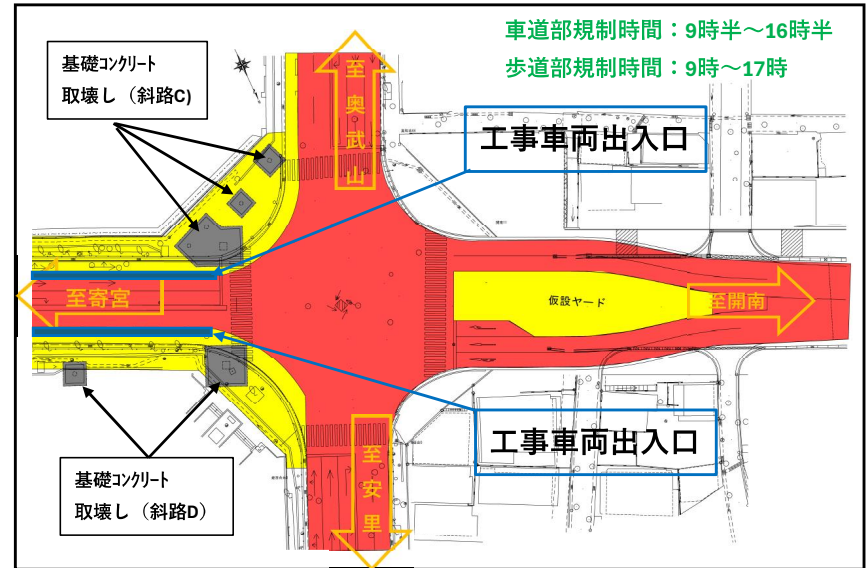 車道部規制時間：9時半～16時半
歩道部規制時間：9時～17時
基礎コンクリート
取壊し（斜路C)
至奥武山
工事車両出入口
至寄宮
仮設ヤード
至開南
工事車両出入口
至安里
基礎コンクリート
取壊し（斜路D）